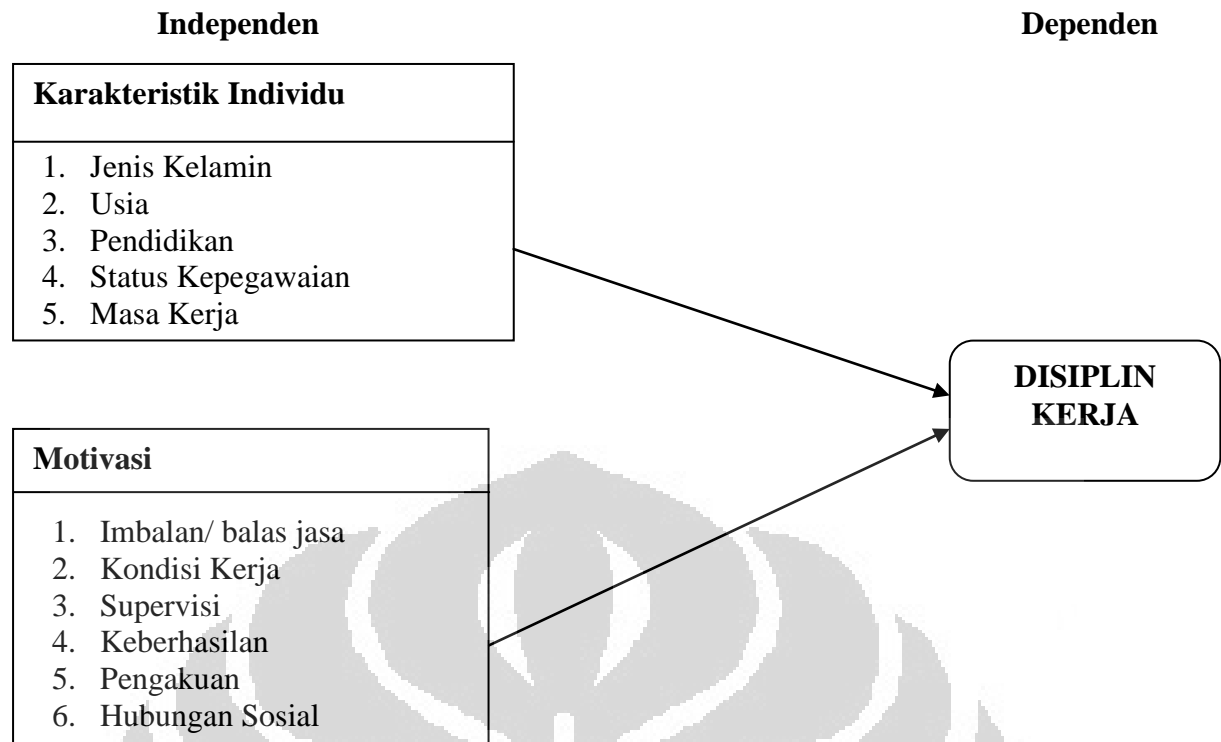 Independen
Dependen
Karakteristik Individu
1. Jenis Kelamin
2. Usia
3. Pendidikan
4. Status Kepegawaian
5. Masa Kerja
DISIPLIN
KERJA
Motivasi
1. Imbalan/ balas jasa
2. Kondisi Kerja
3. Supervisi
4. Keberhasilan
5. Pengakuan
6. Hubungan Sosial